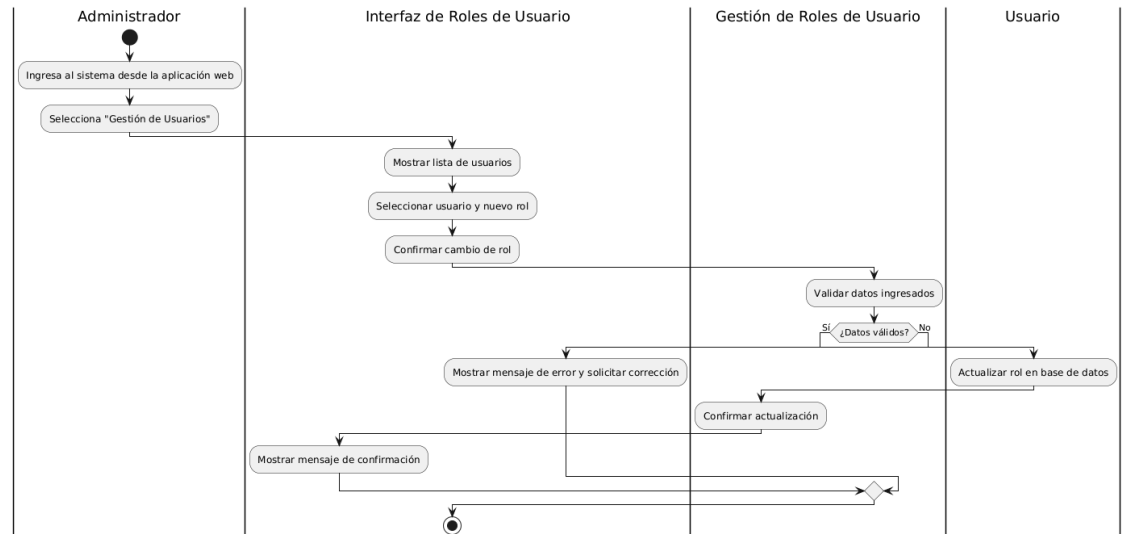 Administrador
Interfaz de Roles de Usuario
Gestión de Roles de Usuario
Usuario
Ingresa al sistema desde la aplicación web
Selecciona "Gestión de Usuarios"
Mostrar lista de usuarios
Seleccionar usuario y nuevo rol
Confirmar cambio de rol
Validar datos ingresados
Sí
¿Datos válidos?
No
Mostrar mensaje de error y solicitar corrección
Actualizar rol en base de datos
Confirmar actualización
Mostrar mensaje de confirmación